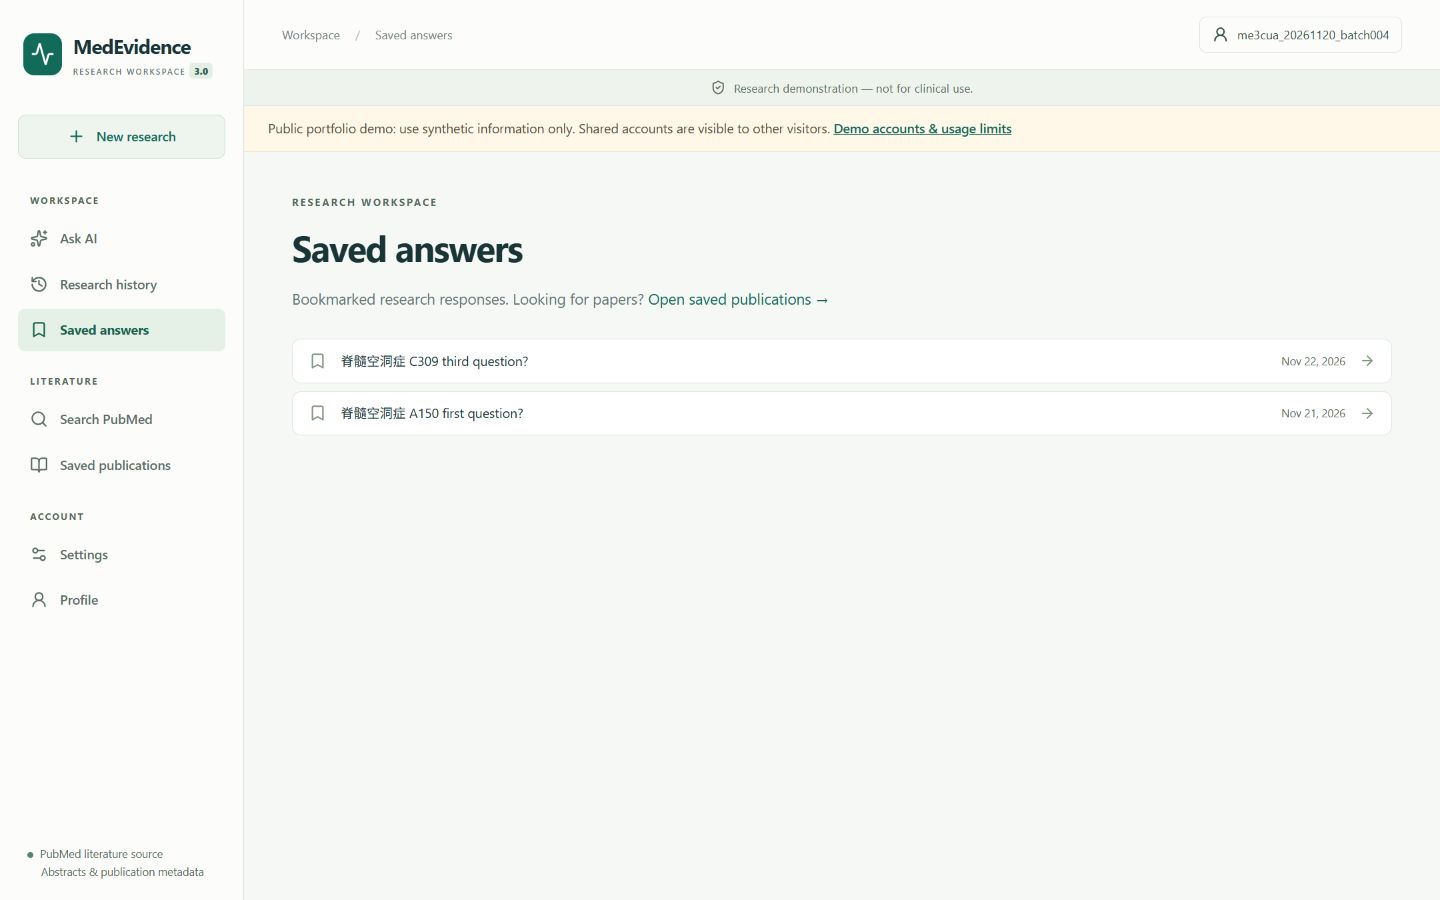 MedEvidence
RESEARCH WORKSPACE 3.0
New research
WORKSPACE
Ask AI
Research history
Saved answers
LITERATURE
Search PubMed
Saved publications
ACCOUNT
Settings
Profile
PubMed literature source
Abstracts & publication metadata
Workspace / Saved answers
me3cua_20261120_batch004
Research demonstration — not for clinical use.
Public portfolio demo: use synthetic information only. Shared accounts are visible to other visitors. Demo accounts & usage limits
RESEARCH WORKSPACE
Saved answers
Bookmarked research responses. Looking for papers? Open saved publications →
脊髓空洞症 C309 third question? Nov 22, 2026
脊髓空洞症 A150 first question? Nov 21, 2026